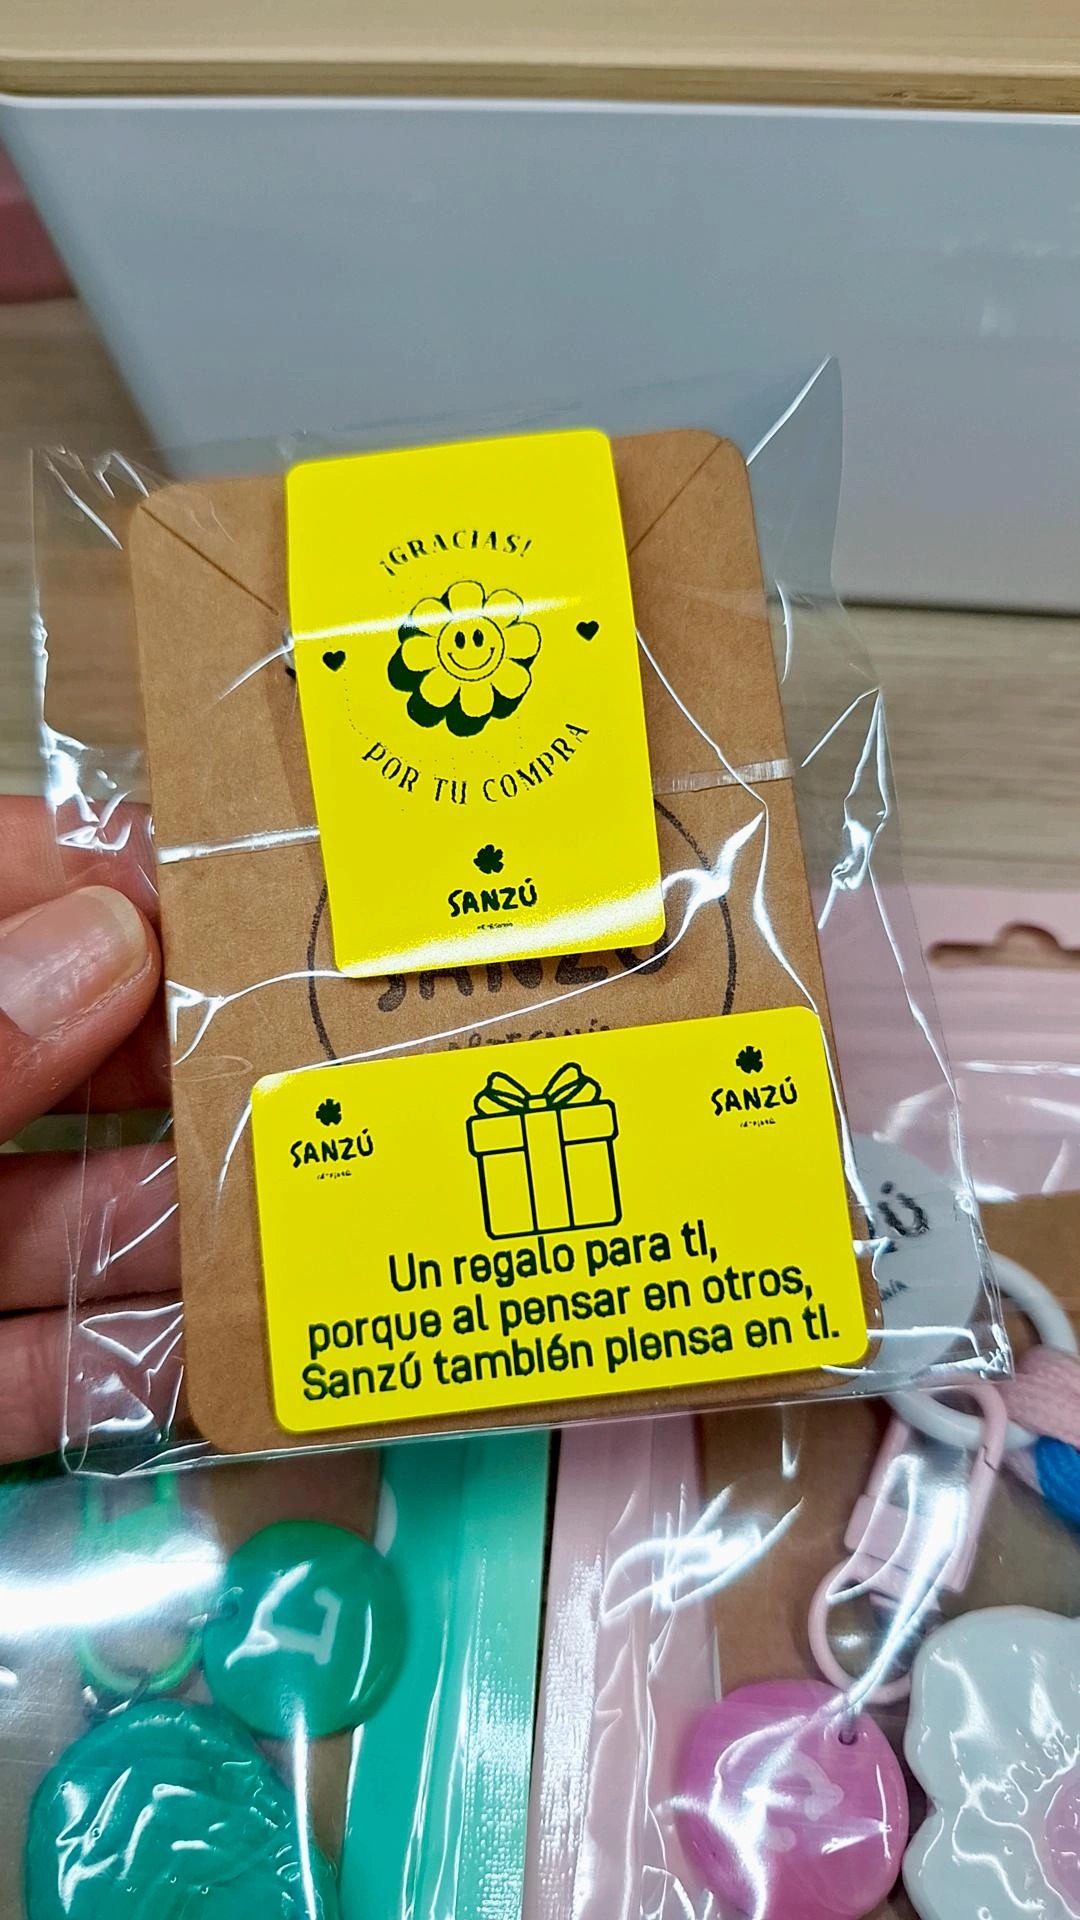 ¡GRACIAS!
POR TU COMPRA
SANZÚ
SANZÚ
SANZÚ
SANZÚ
Un regalo para ti,
porque al pensar en otros,
Sanzú también piensa en ti.